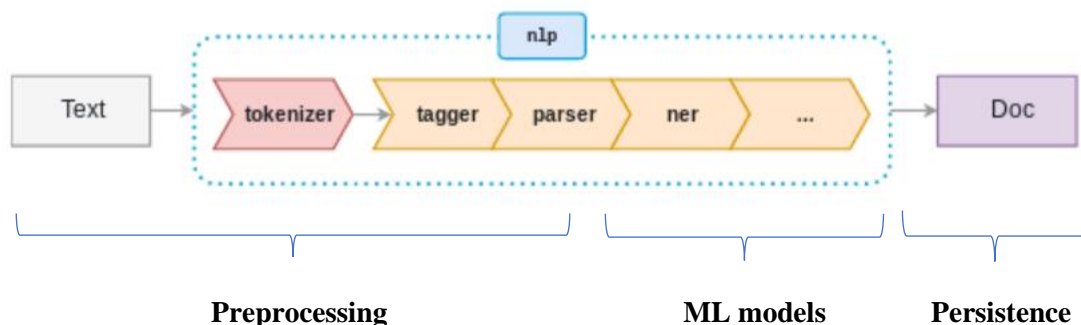 nlp
Text tokenizer tagger parser ner ... Doc
Preprocessing ML models Persistence